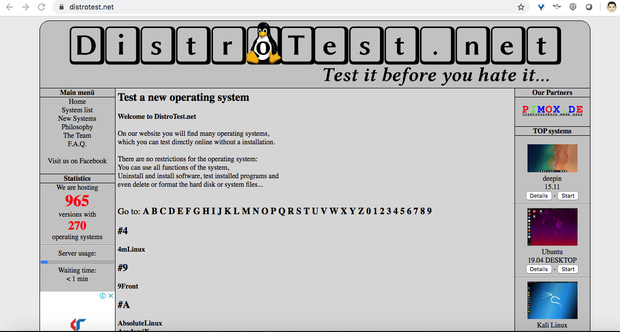 distrotest.net
DistroTest.net
Test it before you hate it...
Main menü
Home
System list
New Systems
Philosophy
The Team
F.A.Q.
Visit us on Facebook
Statistics
We are hosting
965
versions with
270
operating systems
Server usage:
Waiting time:
< 1 min
Test a new operating system
Welcome to DistroTest.net
On our website you will find many operating systems,
which you can test directly online without a installation.
There are no restrictions for the operating system:
You can use all functions of the system,
Uninstall and install software, test installed programs and
even delete or format the hard disk or system files...
Go to: A B C D E F G H I J K L M N O P Q R S T U V W X Y Z 0 1 2 3 4 5 6 7 8 9
#4
4mLinux
#9
9Front
#A
AbsoluteLinux
Our Partners
PIMOX.DE
TOP systems
deepin
15.11
Details - Start
Ubuntu
19.04 DESKTOP
Details - Start
Kali Linux